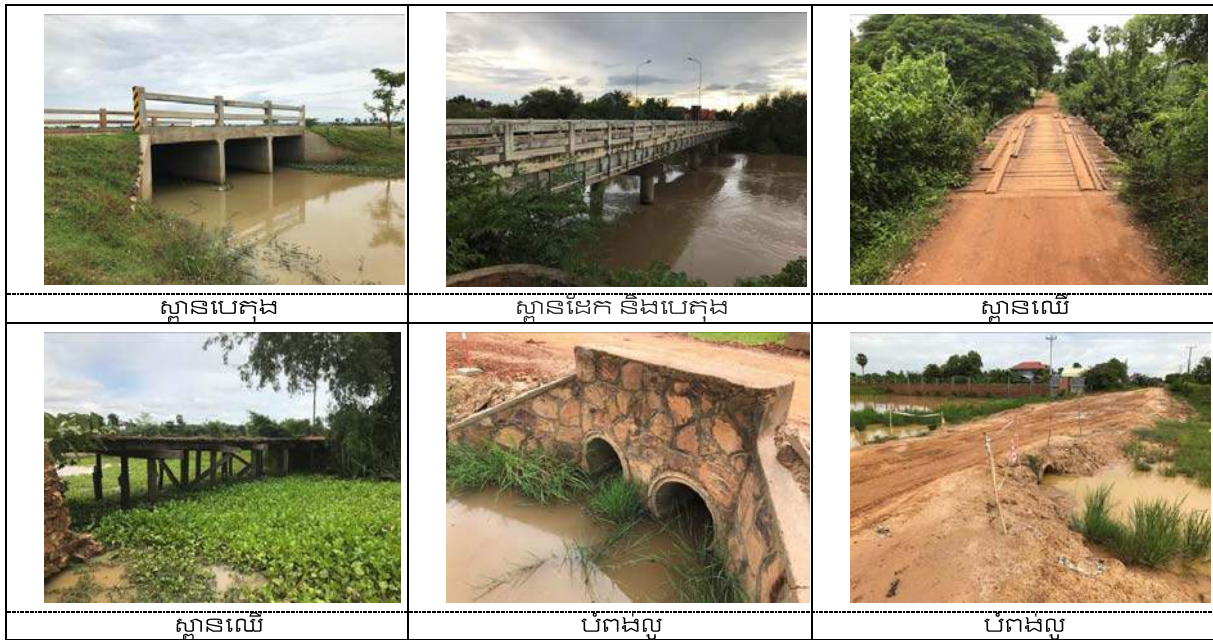 ស្ពានបេតុង
ស្ពានដែក និងបេតុង
ស្ពានឈើ
ស្ពានឈើ
បំពង់លូ
បំពង់លូ